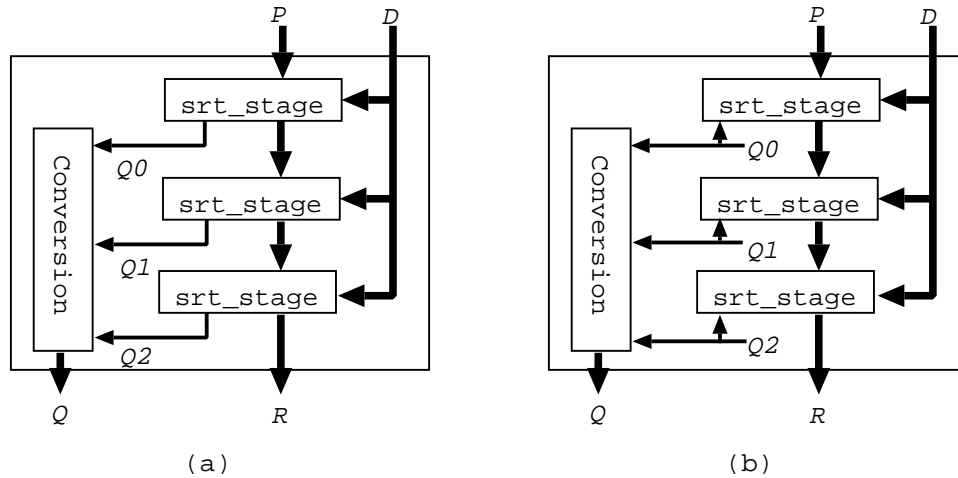 P
D
srt_stage
Q0
srt_stage
Q1
srt_stage
Q2
Conversion
Q
R
(a)
P
D
srt_stage
Q0
srt_stage
Q1
srt_stage
Q2
Conversion
Q
R
(b)